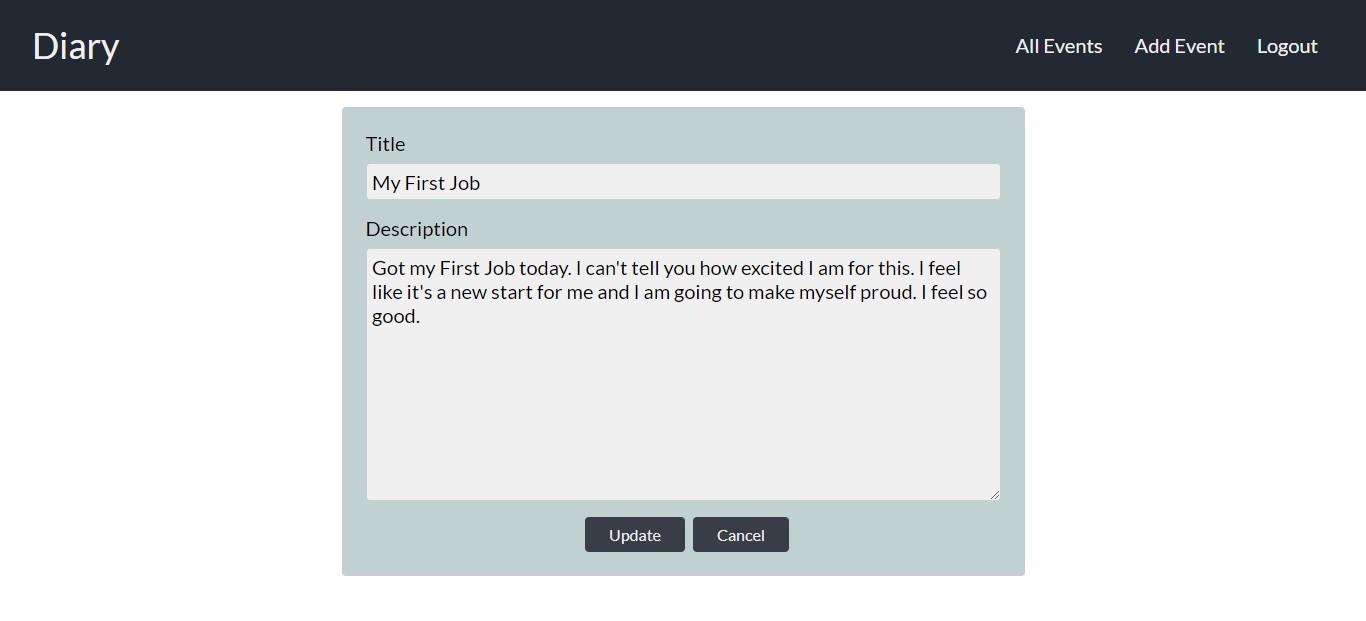 Diary
All Events
Add Event
Logout
Title
My First Job
Description
Got my First Job today. I can't tell you how excited I am for this. I feel
like it's a new start for me and I am going to make myself proud. I feel so
good.
Update
Cancel